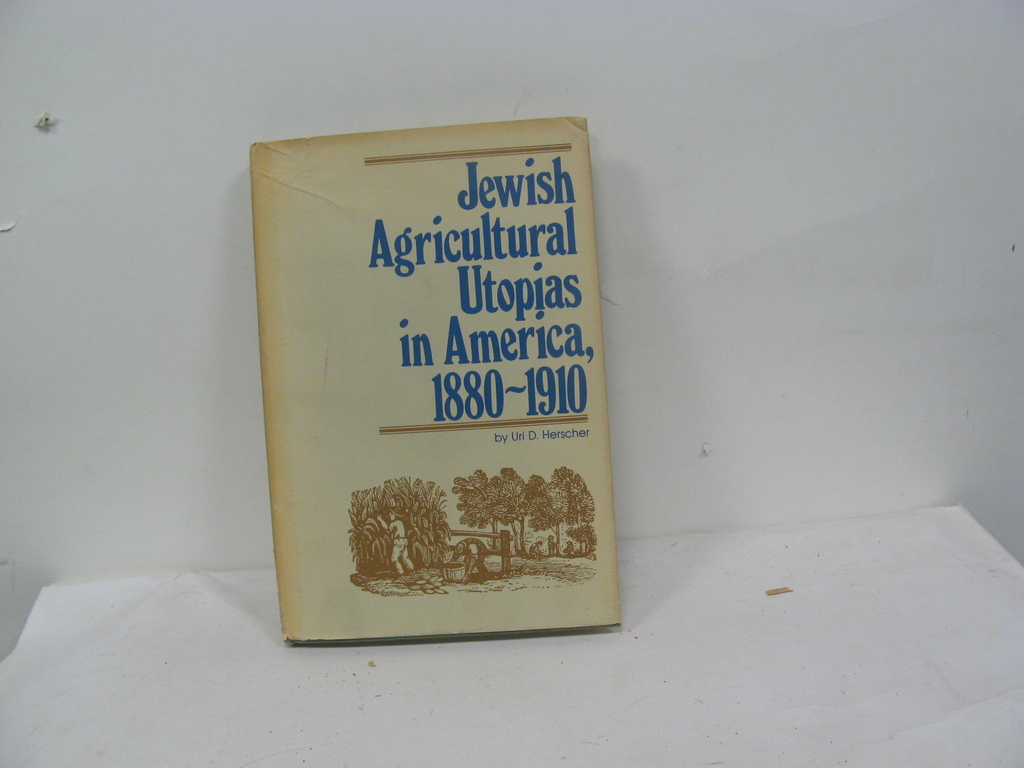 Jewish
Agricultural
Utopias
in America,
1880~1910
by Uri D. Herscher